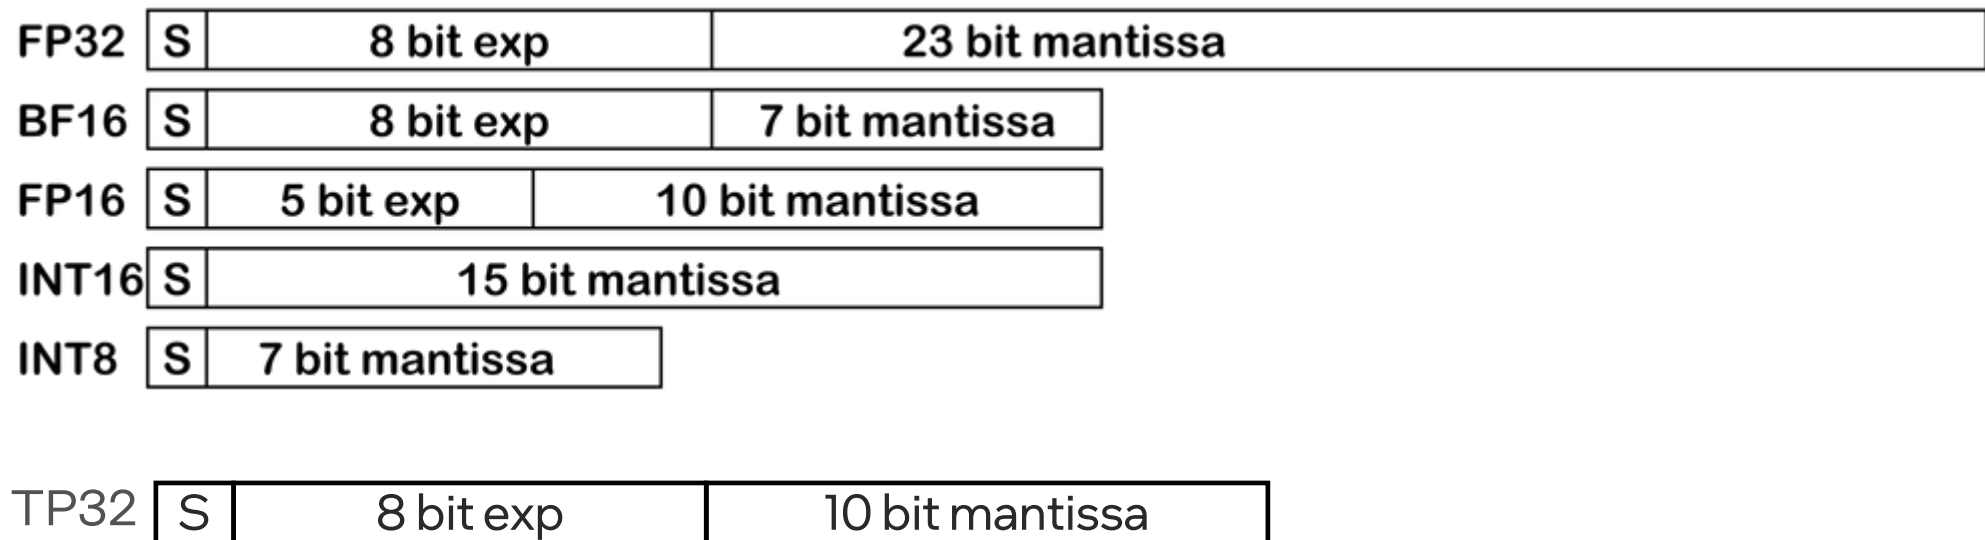 FP32 S 8 bit exp 23 bit mantissa
BF16 S 8 bit exp 7 bit mantissa
FP16 S 5 bit exp 10 bit mantissa
INT16 S 15 bit mantissa
INT8 S 7 bit mantissa
TP32 S 8 bit exp 10 bit mantissa